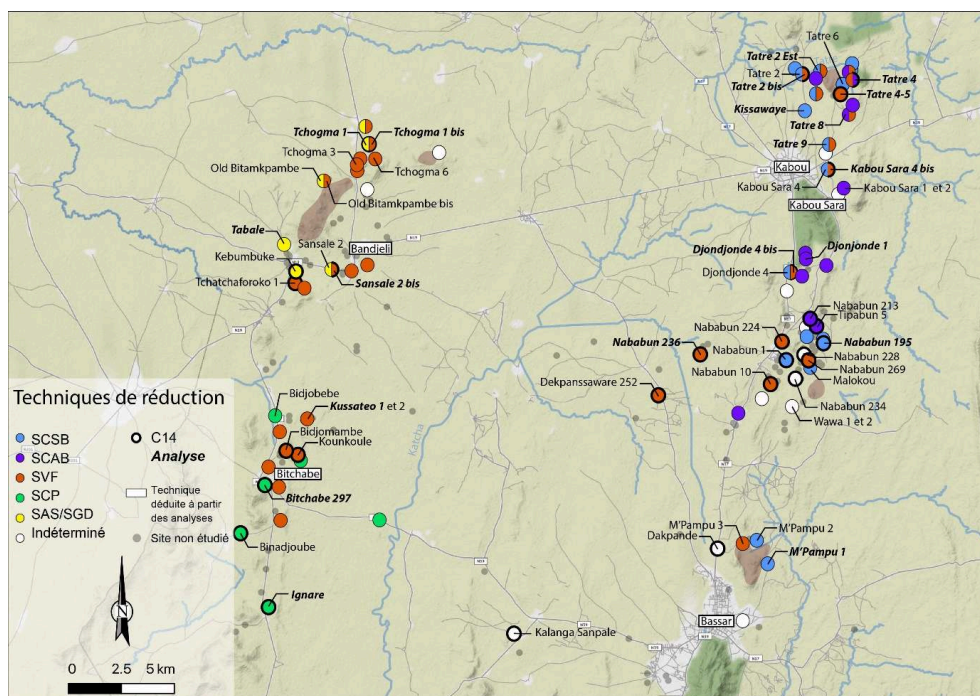 Tatre 6
Tatre 2 Est
Tatre 2
Tatre 2 bis
Tatre 4
Tatre 4-5
Kissawaye
Tatre 8
Tchogma 1
Tchogma 1 bis
Tchogma 3
Tchogma 6
Tatre 9
Kabou
Old Bitamkpambe
Kabou Sara 4 bis
Kabou Sara 4
Kabou Sara 1 et 2
Old Bitamkpambe bis
Kabou Sara
Tabale
Sansale 2
Bandjeli
Kebumbuke
Djondjonde 4 bis
Djonjonde 1
Djondjonde 4
Tchatchaforoko 1
Sansale 2 bis
Nababun 213
Tipabun 5
Nababun 224
Nababun 195
Nababun 236
Nababun 1
Nababun 228
Nababun 269
Nababun 10
Malokou
Dekpanssaware 252
Nababun 234
Wawa 1 et 2
Katcha
Bidjobebe
Kussateo 1 et 2
Bidjomambe
Kounkoule
Bitchabe
Bitchabe 297
Binadjoube
Ignare
M'Pampu 3
M'Pampu 2
Dakpande
M'Pampu 1
Kalanga Sanpale
Bassar
Techniques de réduction
SCSB
SCAB
SVF
SCP
SAS/SGD
Indéterminé
C14
Analyse
Technique
déduite à partir
des analyses
Site non étudié
N
0 2.5 5 km